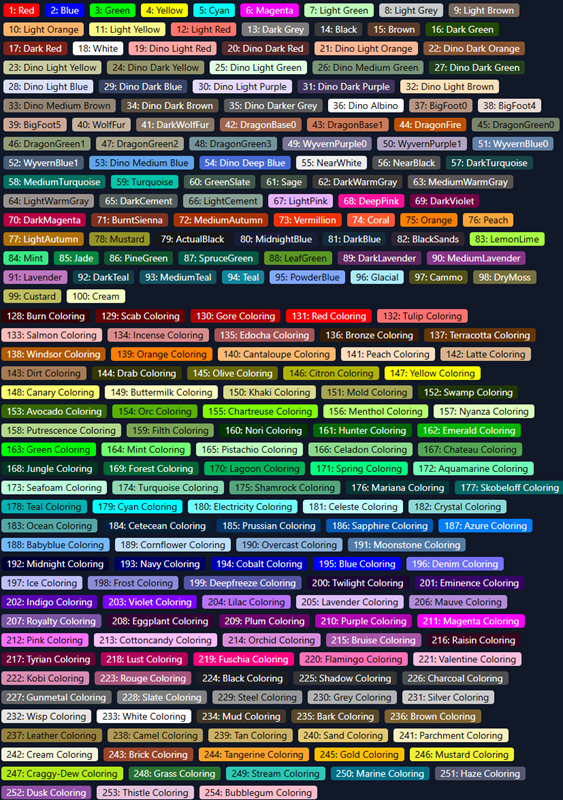 1: Red 2: Blue 3: Green 4: Yellow 5: Cyan 6: Magenta 7: Light Green 8: Light Grey 9: Light Brown
10: Light Orange 11: Light Yellow 12: Light Red 13: Dark Grey 14: Black 15: Brown 16: Dark Green
17: Dark Red 18: White 19: Dino Light Red 20: Dino Dark Red 21: Dino Light Orange 22: Dino Dark Orange
23: Dino Light Yellow 24: Dino Dark Yellow 25: Dino Light Green 26: Dino Medium Green 27: Dino Dark Green
28: Dino Light Blue 29: Dino Dark Blue 30: Dino Light Purple 31: Dino Dark Purple 32: Dino Light Brown
33: Dino Medium Brown 34: Dino Dark Brown 35: Dino Darker Grey 36: Dino Albino 37: BigFoot0 38: BigFoot4
39: BigFoot5 40: WolfFur 41: DarkWolfFur 42: DragonBase0 43: DragonBase1 44: DragonFire 45: DragonGreen0
46: DragonGreen1 47: DragonGreen2 48: DragonGreen3 49: WyvernPurple0 50: WyvernPurple1 51: WyvernBlue0
52: WyvernBlue1 53: Dino Medium Blue 54: Dino Deep Blue 55: NearWhite 56: NearBlack 57: DarkTurquoise
58: MediumTurquoise 59: Turquoise 60: GreenSlate 61: Sage 62: DarkWarmGray 63: MediumWarmGray
64: LightWarmGray 65: DarkCement 66: LightCement 67: LightPink 68: DeepPink 69: DarkViolet
70: DarkMagenta 71: BurntSienna 72: MediumAutumn 73: Vermillion 74: Coral 75: Orange 76: Peach
77: LightAutumn 78: Mustard 79: ActualBlack 80: MidnightBlue 81: DarkBlue 82: BlackSands 83: LemonLime
84: Mint 85: Jade 86: PineGreen 87: SpruceGreen 88: LeafGreen 89: DarkLavender 90: MediumLavender
91: Lavender 92: DarkTeal 93: MediumTeal 94: Teal 95: PowderBlue 96: Glacial 97: Cammo 98: DryMoss
99: Custard 100: Cream
128: Burn Coloring 129: Scab Coloring 130: Gore Coloring 131: Red Coloring 132: Tulip Coloring
133: Salmon Coloring 134: Incense Coloring 135: Edocha Coloring 136: Bronze Coloring 137: Terracotta Coloring
138: Windsor Coloring 139: Orange Coloring 140: Cantaloupe Coloring 141: Peach Coloring 142: Latte Coloring
143: Dirt Coloring 144: Drab Coloring 145: Olive Coloring 146: Citron Coloring 147: Yellow Coloring
148: Canary Coloring 149: Buttermilk Coloring 150: Khaki Coloring 151: Mold Coloring 152: Swamp Coloring
153: Avocado Coloring 154: Orc Coloring 155: Chartreuse Coloring 156: Menthol Coloring 157: Nyanza Coloring
158: Putrescence Coloring 159: Filth Coloring 160: Nori Coloring 161: Hunter Coloring 162: Emerald Coloring
163: Green Coloring 164: Mint Coloring 165: Pistachio Coloring 166: Celadon Coloring 167: Chateau Coloring
168: Jungle Coloring 169: Forest Coloring 170: Lagoon Coloring 171: Spring Coloring 172: Aquamarine Coloring
173: Seafoam Coloring 174: Turquoise Coloring 175: Shamrock Coloring 176: Mariana Coloring 177: Skobeloff Coloring
178: Teal Coloring 179: Cyan Coloring 180: Electricity Coloring 181: Celeste Coloring 182: Crystal Coloring
183: Ocean Coloring 184: Cetecean Coloring 185: Prussian Coloring 186: Sapphire Coloring 187: Azure Coloring
188: Babyblue Coloring 189: Cornflower Coloring 190: Overcast Coloring 191: Moonstone Coloring
192: Midnight Coloring 193: Navy Coloring 194: Cobalt Coloring 195: Blue Coloring 196: Denim Coloring
197: Ice Coloring 198: Frost Coloring 199: Deepfreeze Coloring 200: Twilight Coloring 201: Eminence Coloring
202: Indigo Coloring 203: Violet Coloring 204: Lilac Coloring 205: Lavender Coloring 206: Mauve Coloring
207: Royalty Coloring 208: Eggplant Coloring 209: Plum Coloring 210: Purple Coloring 211: Magenta Coloring
212: Pink Coloring 213: Cottoncandy Coloring 214: Orchid Coloring 215: Bruise Coloring 216: Raisin Coloring
217: Tyrian Coloring 218: Lust Coloring 219: Fuschia Coloring 220: Flamingo Coloring 221: Valentine Coloring
222: Kobi Coloring 223: Rouge Coloring 224: Black Coloring 225: Shadow Coloring 226: Charcoal Coloring
227: Gunmetal Coloring 228: Slate Coloring 229: Steel Coloring 230: Grey Coloring 231: Silver Coloring
232: Wisp Coloring 233: White Coloring 234: Mud Coloring 235: Bark Coloring 236: Brown Coloring
237: Leather Coloring 238: Camel Coloring 239: Tan Coloring 240: Sand Coloring 241: Parchment Coloring
242: Cream Coloring 243: Brick Coloring 244: Tangerine Coloring 245: Gold Coloring 246: Mustard Coloring
247: Craggy-Dew Coloring 248: Grass Coloring 249: Stream Coloring 250: Marine Coloring 251: Haze Coloring
252: Dusk Coloring 253: Thistle Coloring 254: Bubblegum Coloring